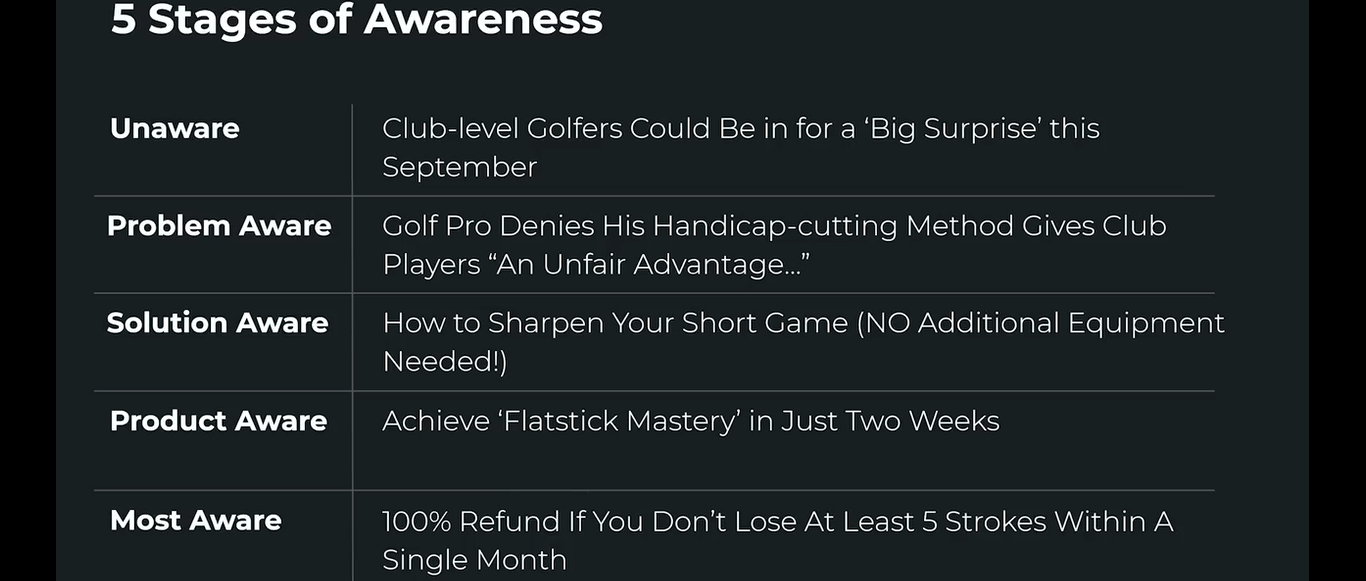 5 Stages of Awareness
Unaware
Club-level Golfers Could Be in for a ‘Big Surprise’ this
September
Problem Aware
Golf Pro Denies His Handicap-cutting Method Gives Club
Players “An Unfair Advantage...”
Solution Aware
How to Sharpen Your Short Game (NO Additional Equipment
Needed!)
Product Aware
Achieve ‘Flatstick Mastery’ in Just Two Weeks
Most Aware
100% Refund If You Don’t Lose At Least 5 Strokes Within A
Single Month